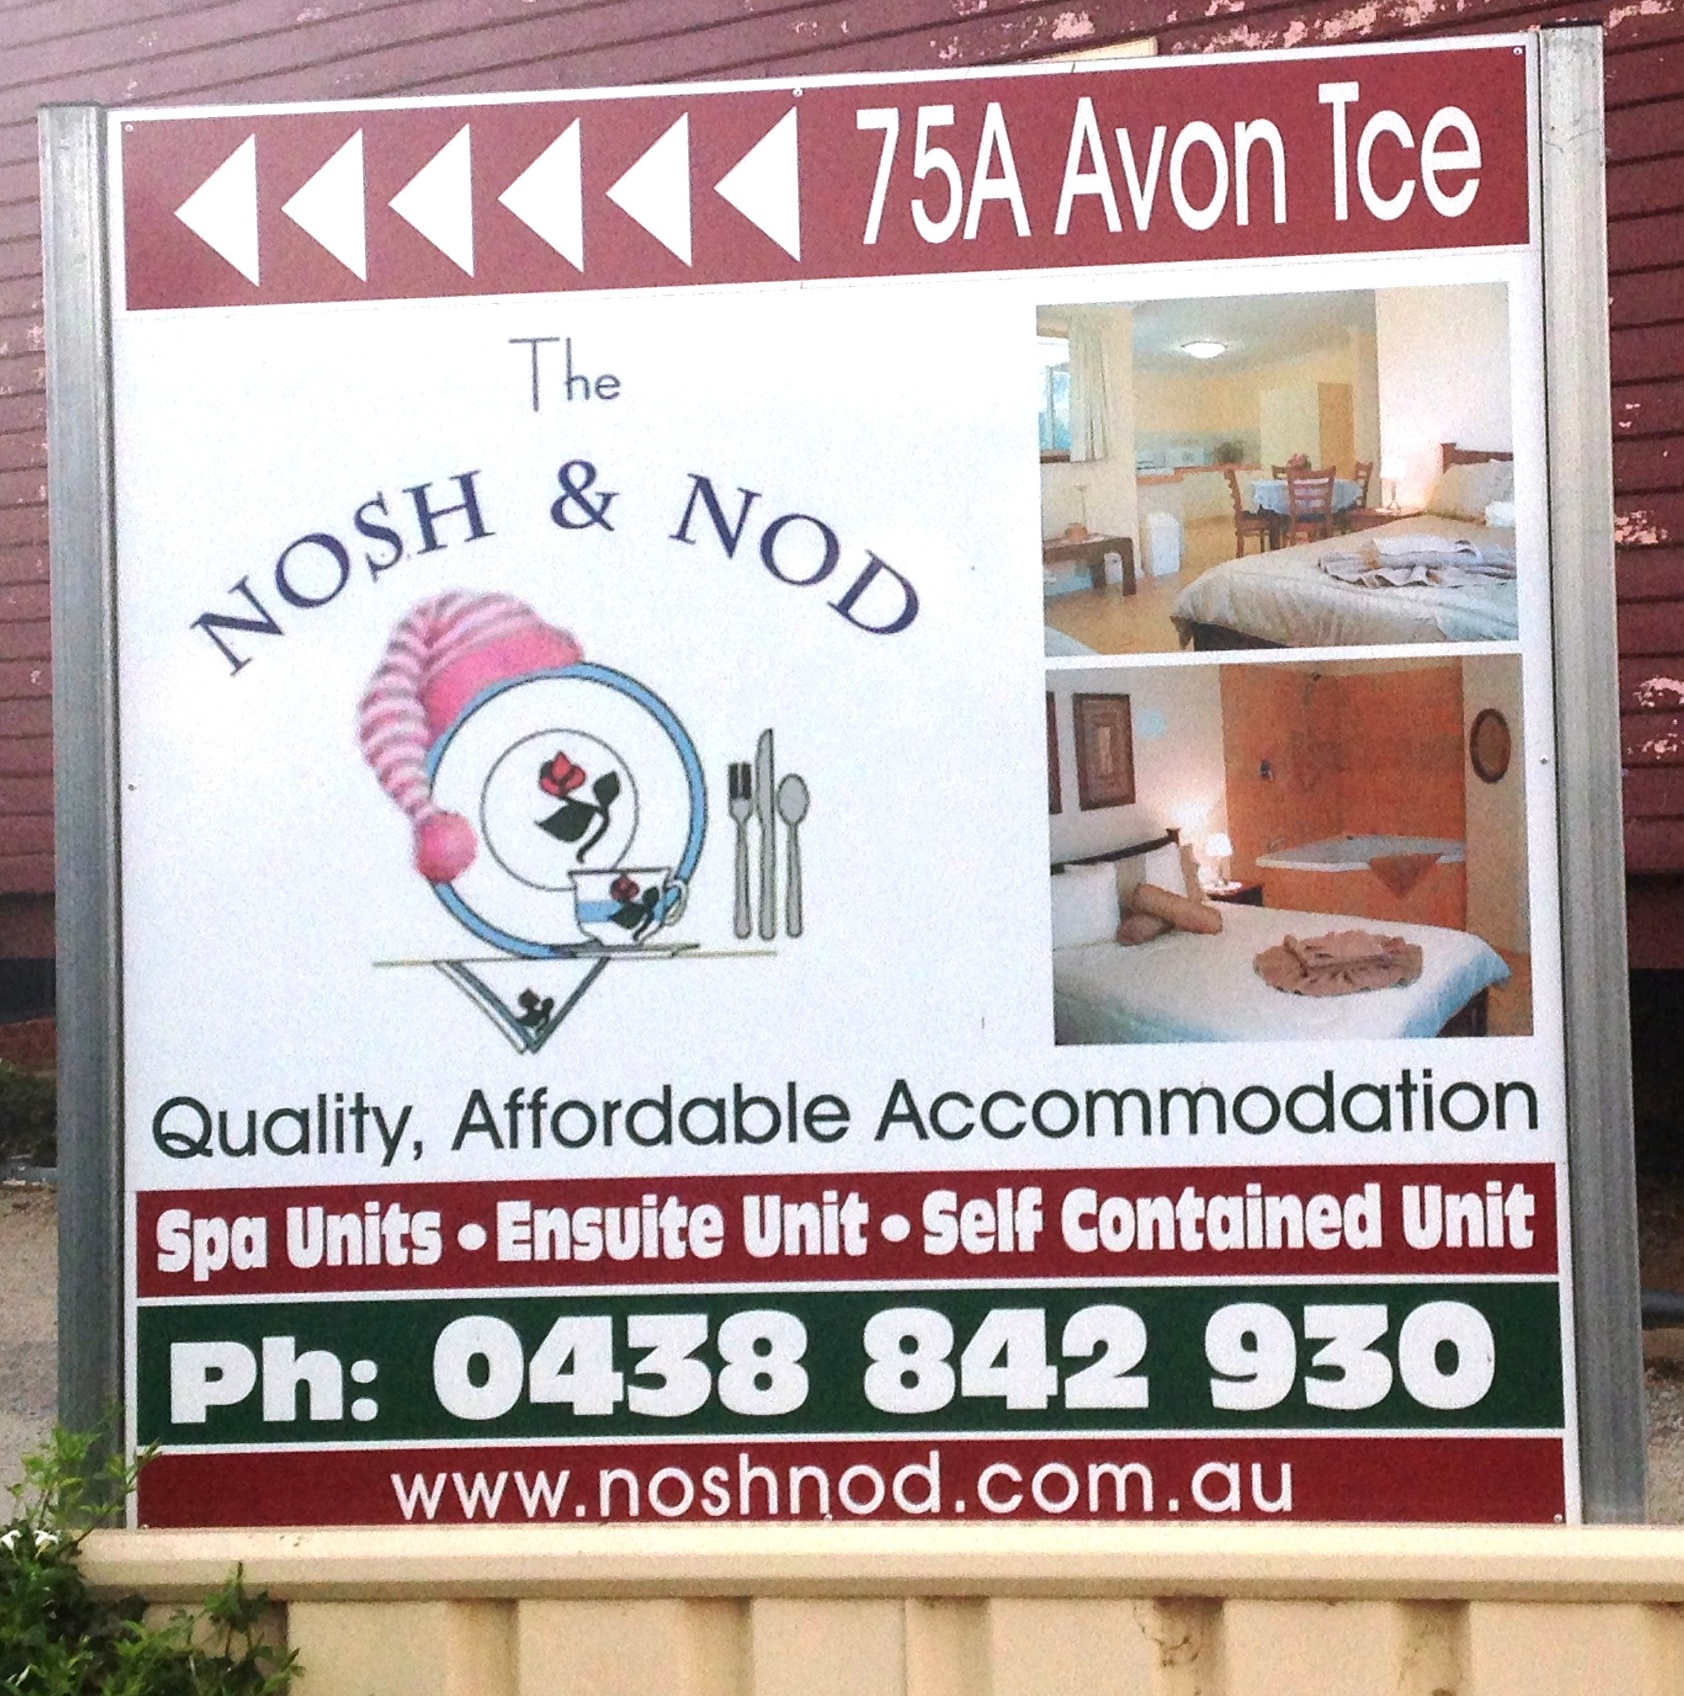 75A Avon Tce
The
NOSH & NOD
Quality, Affordable Accommodation
Spa Units • Ensuite Unit • Self Contained Unit
Ph: 0438 842 930
www.noshnod.com.au